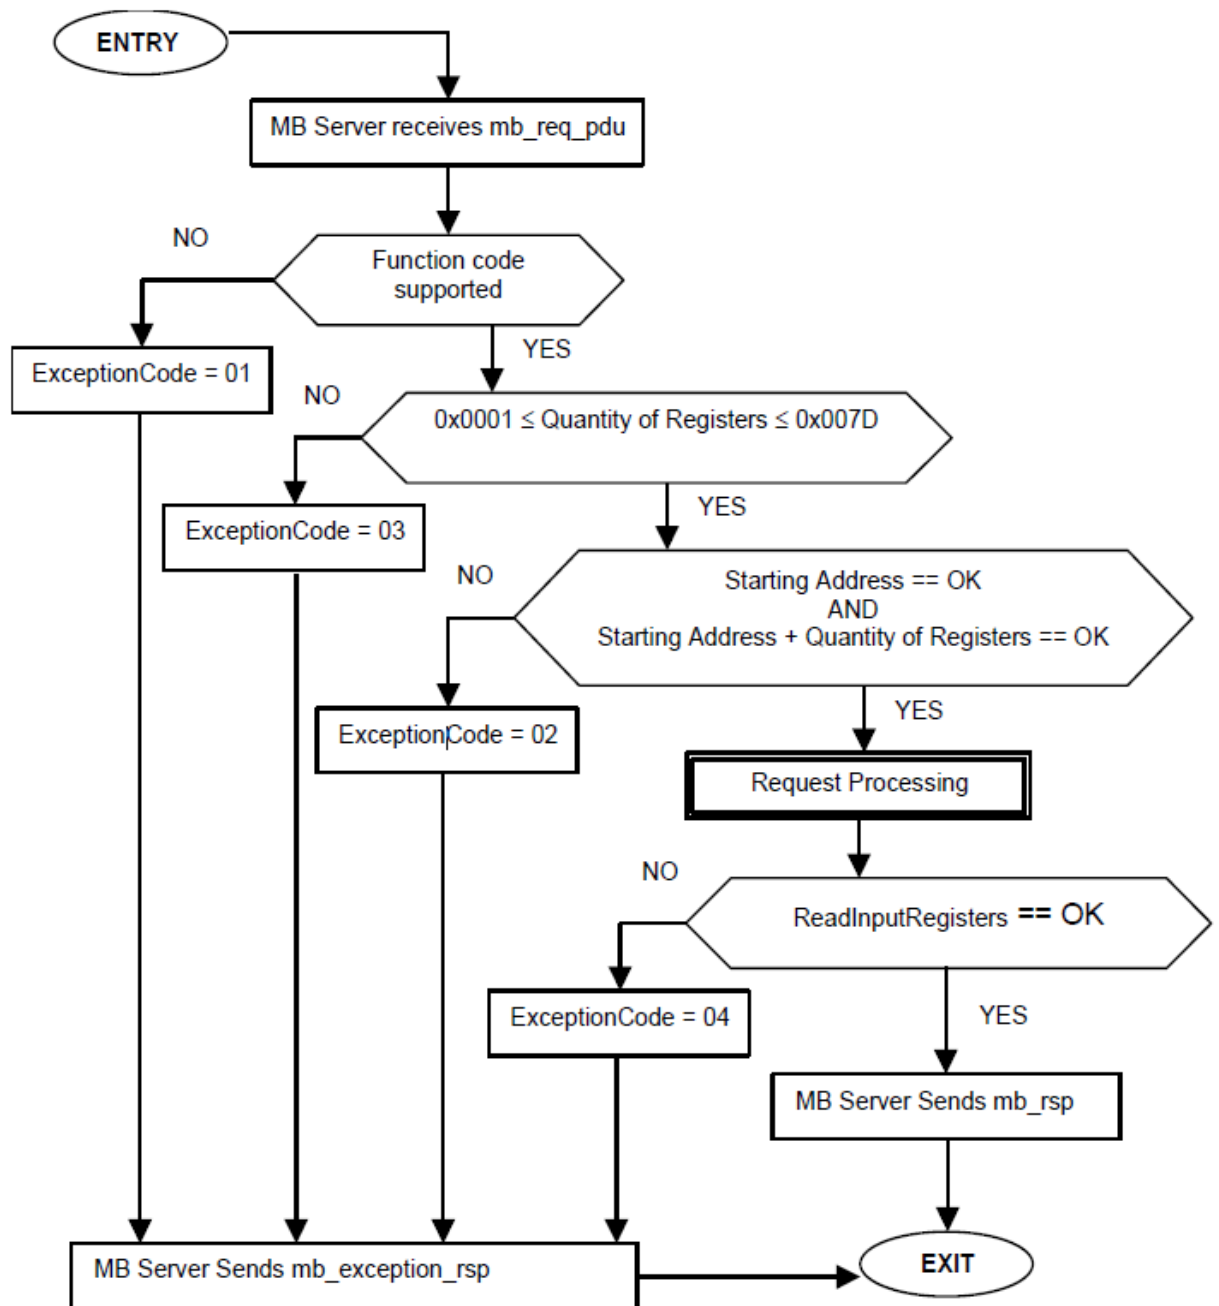 ENTRY
MB Server receives mb_req_pdu
NO
Function code
supported
YES
ExceptionCode = 01
NO
0x0001 ≤ Quantity of Registers ≤ 0x007D
YES
ExceptionCode = 03
NO
Starting Address == OK
AND
Starting Address + Quantity of Registers == OK
YES
ExceptionCode = 02
Request Processing
NO
ReadInputRegisters == OK
YES
ExceptionCode = 04
MB Server Sends mb_rsp
MB Server Sends mb_exception_rsp
EXIT